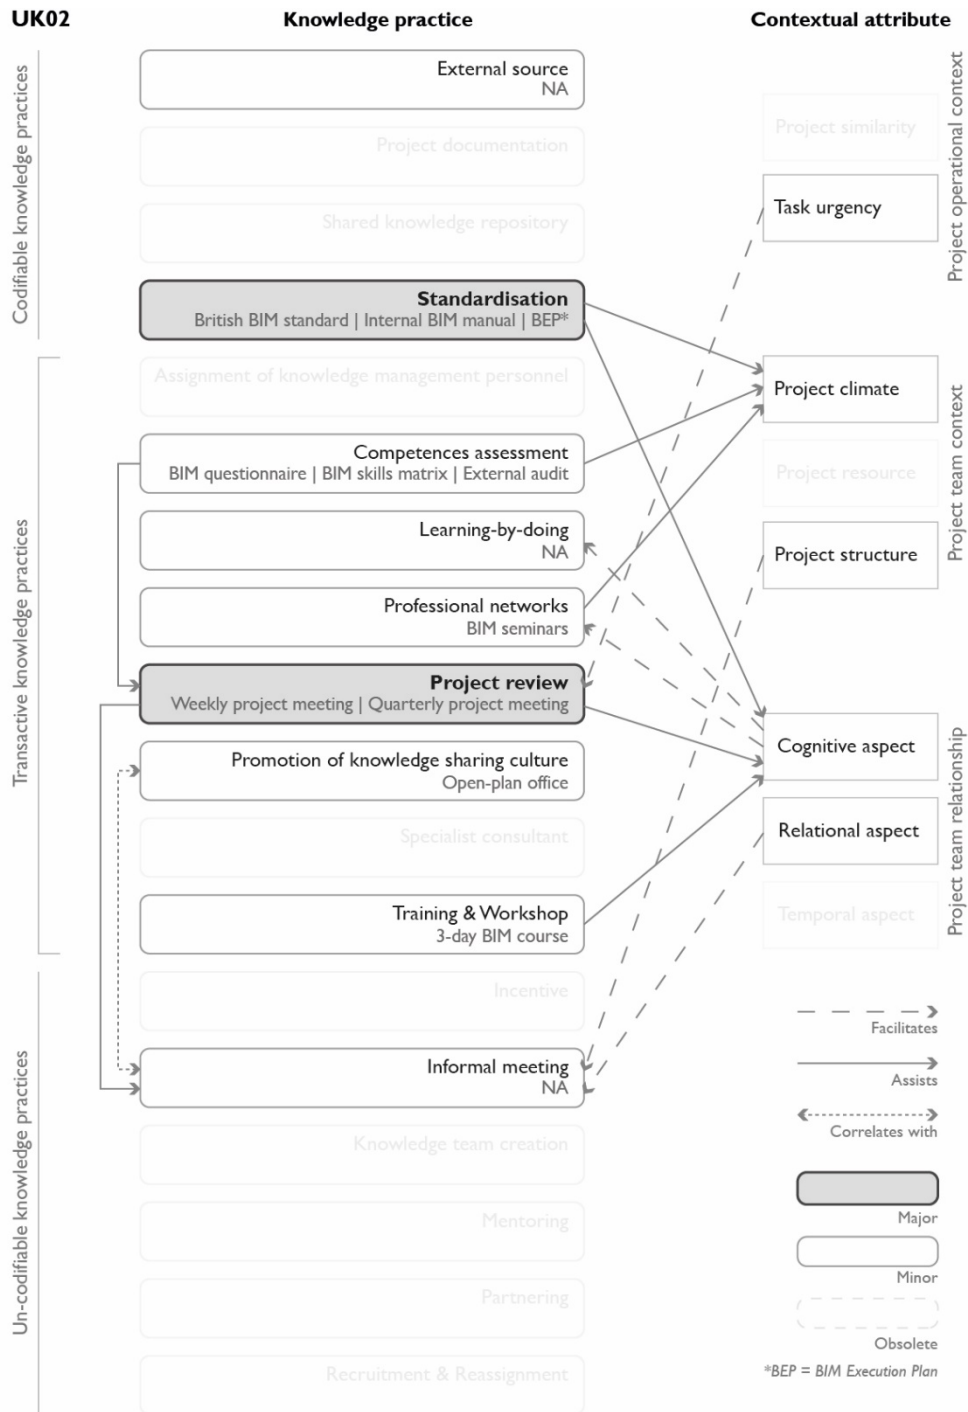 UK02
Knowledge practice
Contextual attribute
Codifiable knowledge practices
External source
NA
Project documentation
Shared knowledge repository
Standardisation
British BIM standard | Internal BIM manual | BEP*
Transactive knowledge practices
Assignment of knowledge management personnel
Competences assessment
BIM questionnaire | BIM skills matrix | External audit
Learning-by-doing
NA
Professional networks
BIM seminars
Project review
Weekly project meeting | Quarterly project meeting
Promotion of knowledge sharing culture
Open-plan office
Specialist consultant
Training & Workshop
3-day BIM course
Un-codifiable knowledge practices
Incentive
Informal meeting
NA
Knowledge team creation
Mentoring
Partnering
Recruitment & Reassignment
Project operational context
Project similarity
Task urgency
Project team context
Project climate
Project resource
Project structure
Project team relationship
Cognitive aspect
Relational aspect
Temporal aspect
Facilitates
Assists
Correlates with
Major
Minor
Obsolete
*BEP = BIM Execution Plan